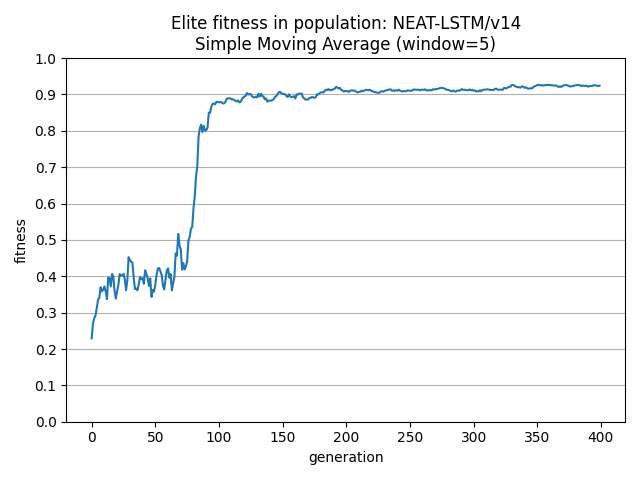 Elite fitness in population: NEAT-LSTM/v14
Simple Moving Average (window=5)
1.0
0.9
0.8
0.7
0.6
0.5
0.4
0.3
0.2
0.1
0.0
fitness
0 50 100 150 200 250 300 350 400
generation